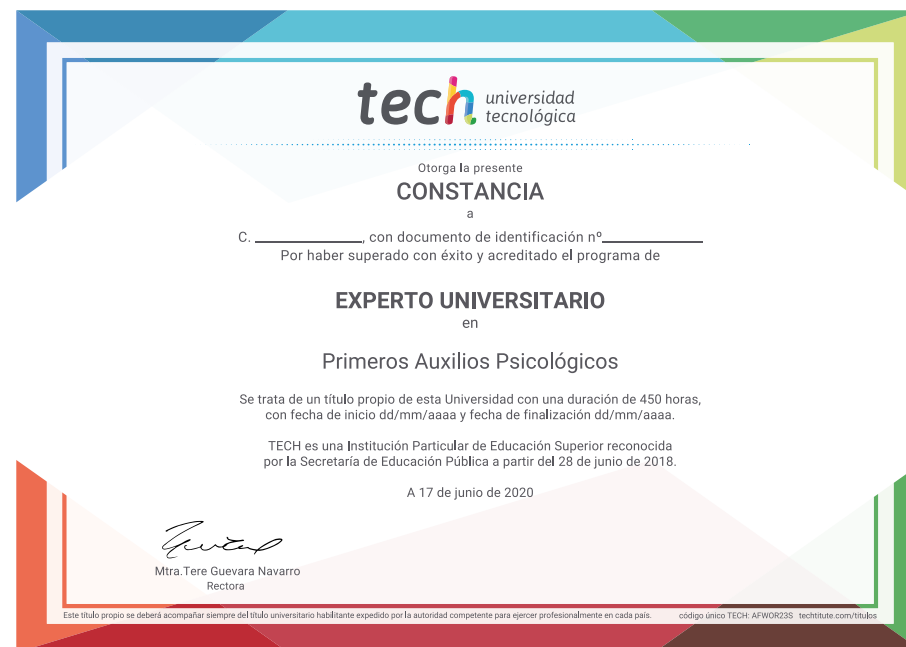 tech universidad
tecnológica
Otorga la presente
CONSTANCIA
a
C. ____________, con documento de identificación nº____________
Por haber superado con éxito y acreditado el programa de
EXPERTO UNIVERSITARIO
en
Primeros Auxilios Psicológicos
Se trata de un título propio de esta Universidad con una duración de 450 horas,
con fecha de inicio dd/mm/aaaa y fecha de finalización dd/mm/aaaa.
TECH es una Institución Particular de Educación Superior reconocida
por la Secretaría de Educación Pública a partir del 28 de junio de 2018.
A 17 de junio de 2020
Mtra.Tere Guevara Navarro
Rectora
Este título propio se deberá acompañar siempre del título universitario habilitante expedido por la autoridad competente para ejercer profesionalmente en cada país. código único TECH: AFWOR23S techtitute.com/títulos